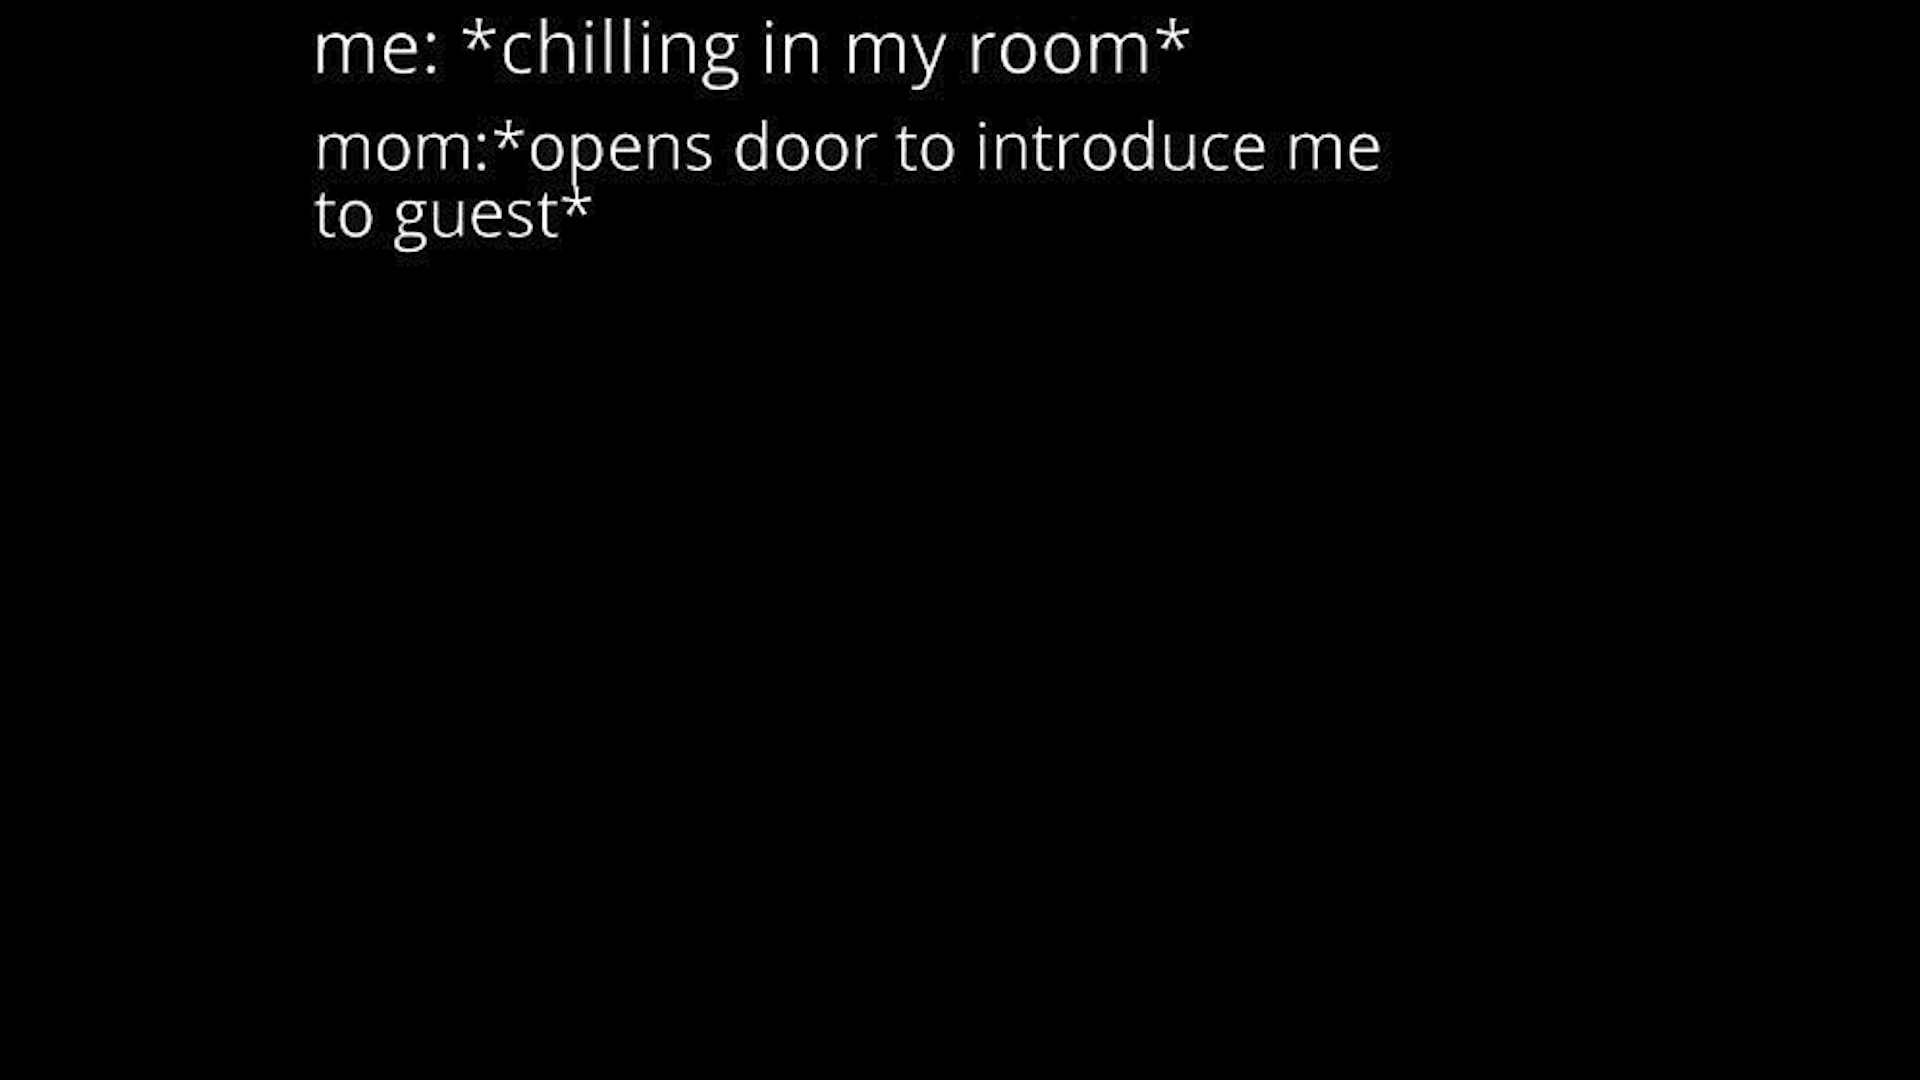 me: *chilling in my room*
mom:*opens door to introduce me
to guest*